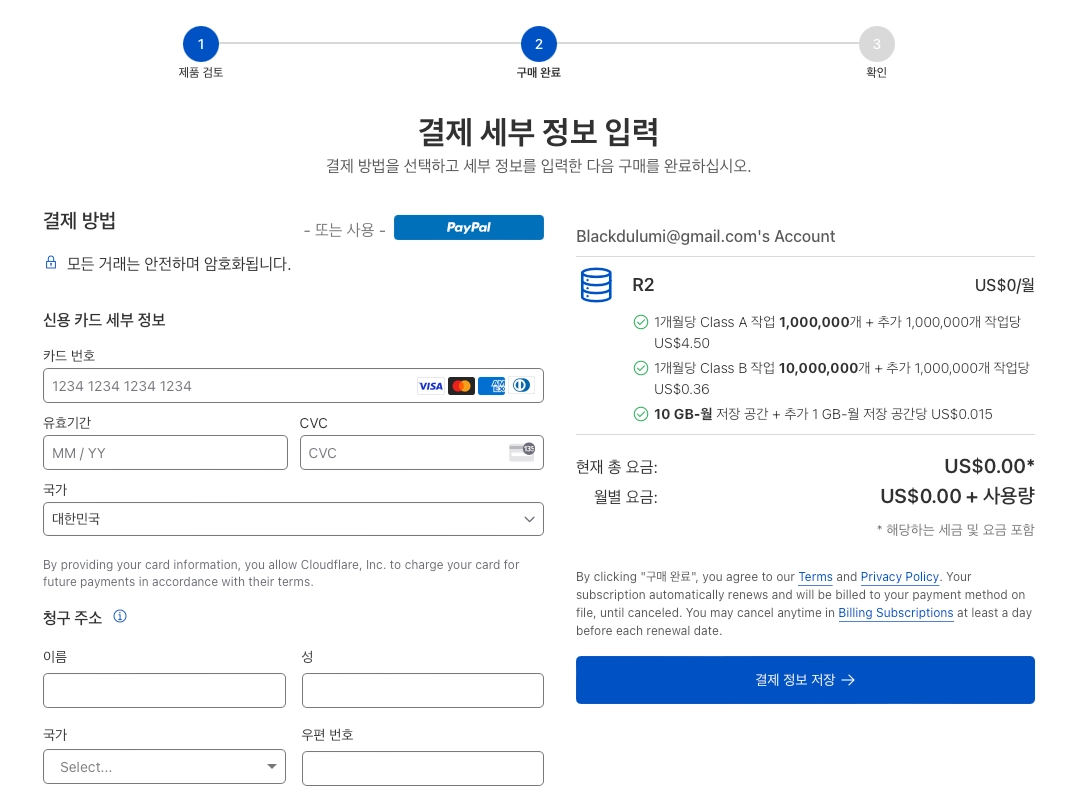 1
2
3
제품 검토
구매 완료
확인
결제 세부 정보 입력
결제 방법을 선택하고 세부 정보를 입력한 다음 구매를 완료하십시오.
결제 방법
- 또는 사용 -
PayPal
모든 거래는 안전하며 암호화됩니다.
신용 카드 세부 정보
카드 번호
1234 1234 1234 1234
VISA
AM
EX
유효기간
CVC
MM / YY
CVC
135
국가
대한민국
By providing your card information, you allow Cloudflare, Inc. to charge your card for
future payments in accordance with their terms.
청구 주소
이름
성
국가
우편 번호
Select...
Blackdulumi@gmail.com's Account
R2
US$0/월
1개월당 Class A 작업 1,000,000개 + 추가 1,000,000개 작업당
US$4.50
1개월당 Class B 작업 10,000,000개 + 추가 1,000,000개 작업당
US$0.36
10 GB-월 저장 공간 + 추가 1 GB-월 저장 공간당 US$0.015
현재 총 요금:
US$0.00*
월별 요금:
US$0.00 + 사용량
* 해당하는 세금 및 요금 포함
By clicking "구매 완료", you agree to our Terms and Privacy Policy. Your
subscription automatically renews and will be billed to your payment method on
file, until canceled. You may cancel anytime in Billing Subscriptions at least a day
before each renewal date.
결제 정보 저장 →